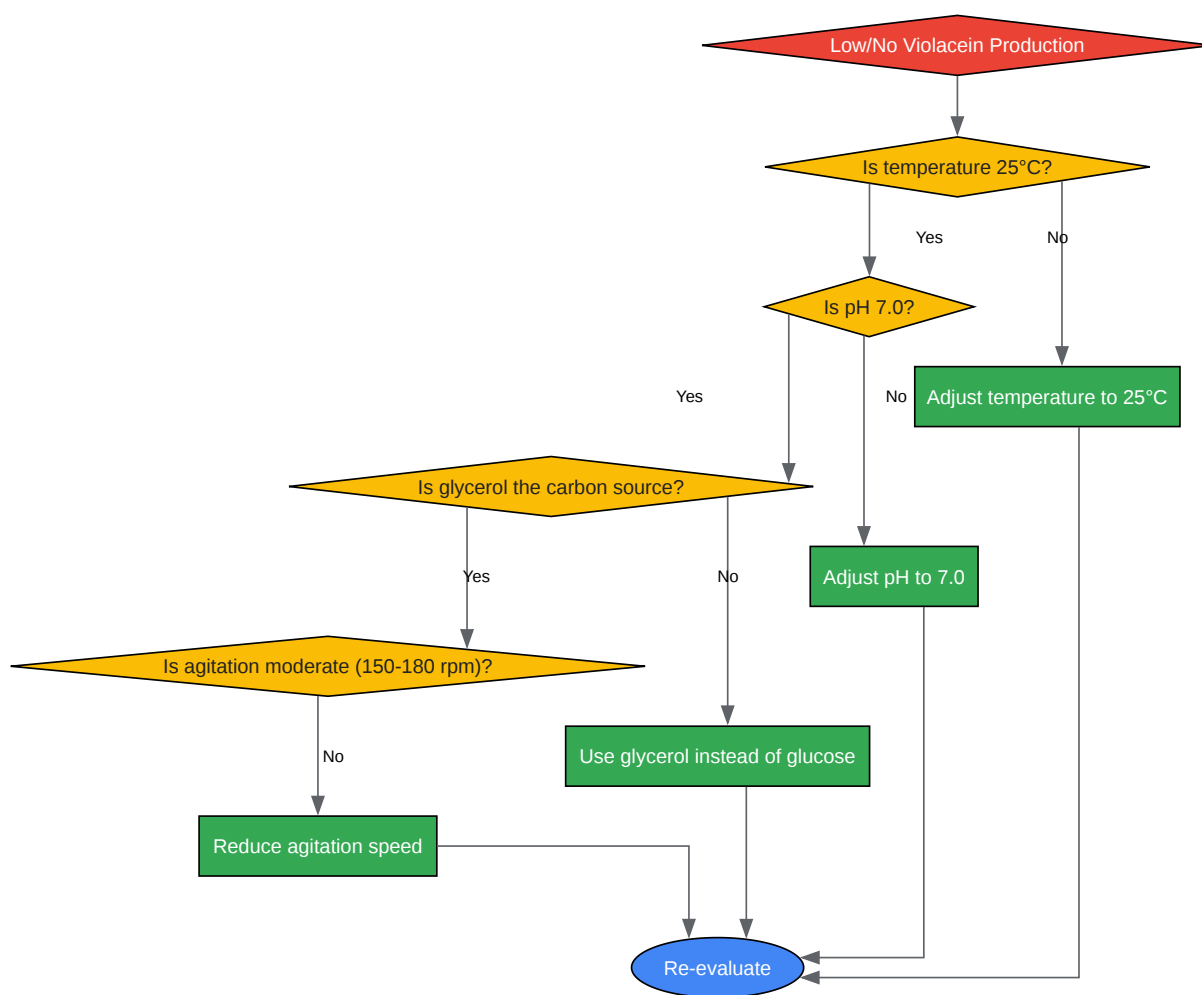 Low/No Violacein Production
Is temperature 25°C?
Yes
No
Is pH 7.0?
Yes
No
Adjust temperature to 25°C
Is glycerol the carbon source?
Yes
No
Adjust pH to 7.0
Is agitation moderate (150-180 rpm)?
No
Use glycerol instead of glucose
Reduce agitation speed
Re-evaluate